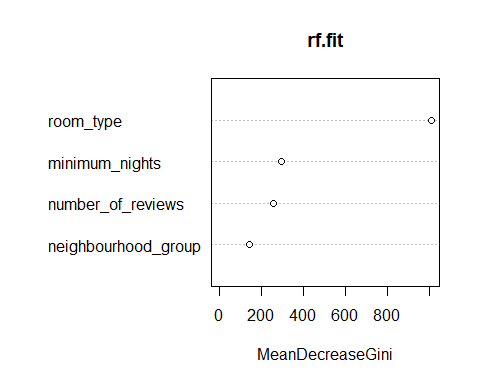 rf.fit
room_type
minimum_nights
number_of_reviews
neighbourhood_group
0 200 400 600 800
MeanDecreaseGini